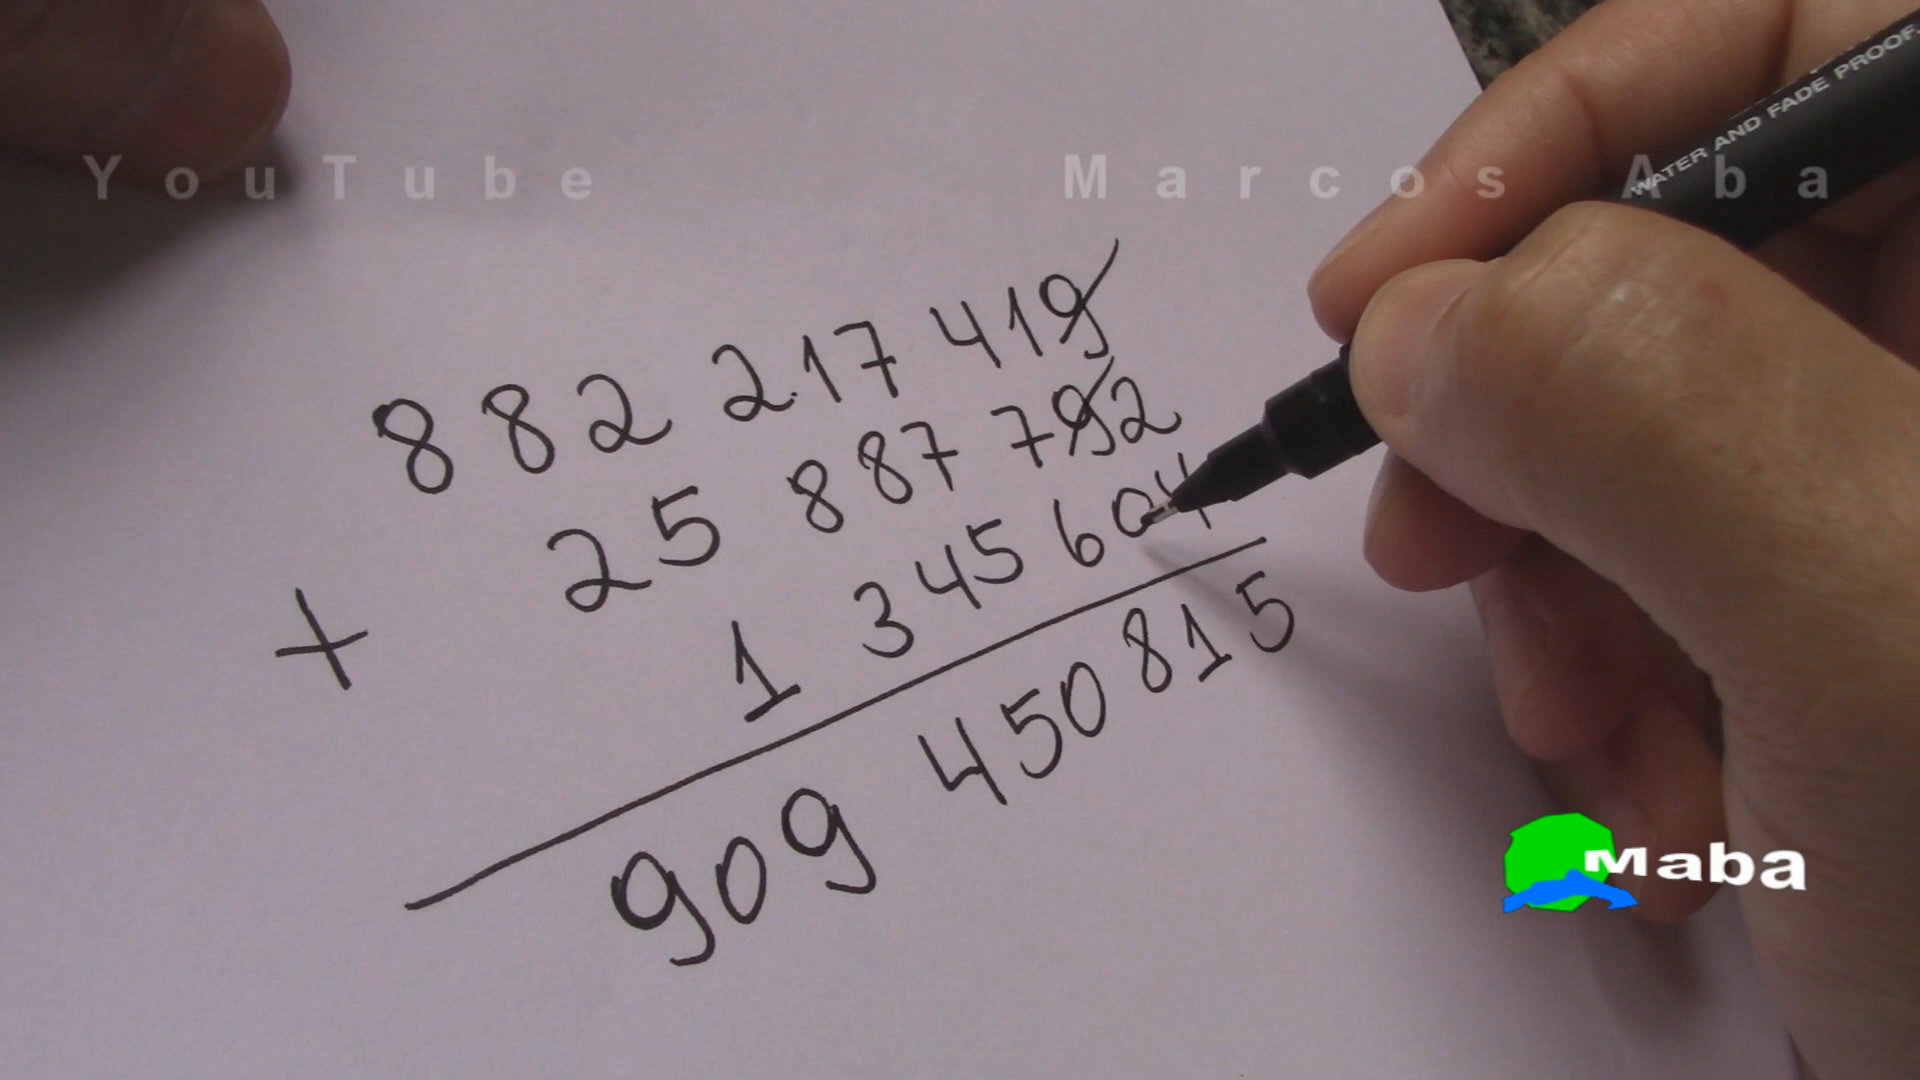 YouTube Marcos Aba
WATER AND FADE PROOF.
882 217 419
25 887 792
+ 1 345 604
909 450 815
Maba